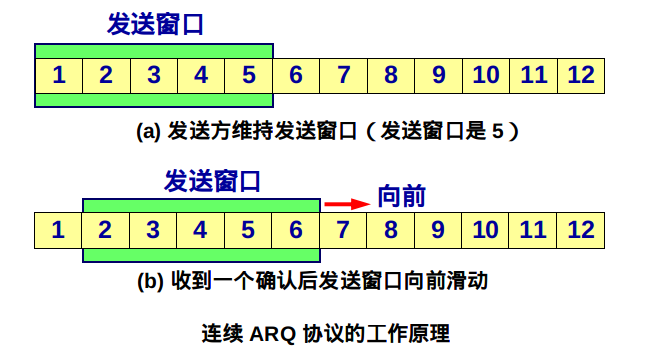 发送窗口
1 2 3 4 5 6 7 8 9 10 11 12
(a) 发送方维持发送窗口（发送窗口是 5）
发送窗口
向前
1 2 3 4 5 6 7 8 9 10 11 12
(b) 收到一个确认后发送窗口向前滑动
连续 ARQ 协议的工作原理